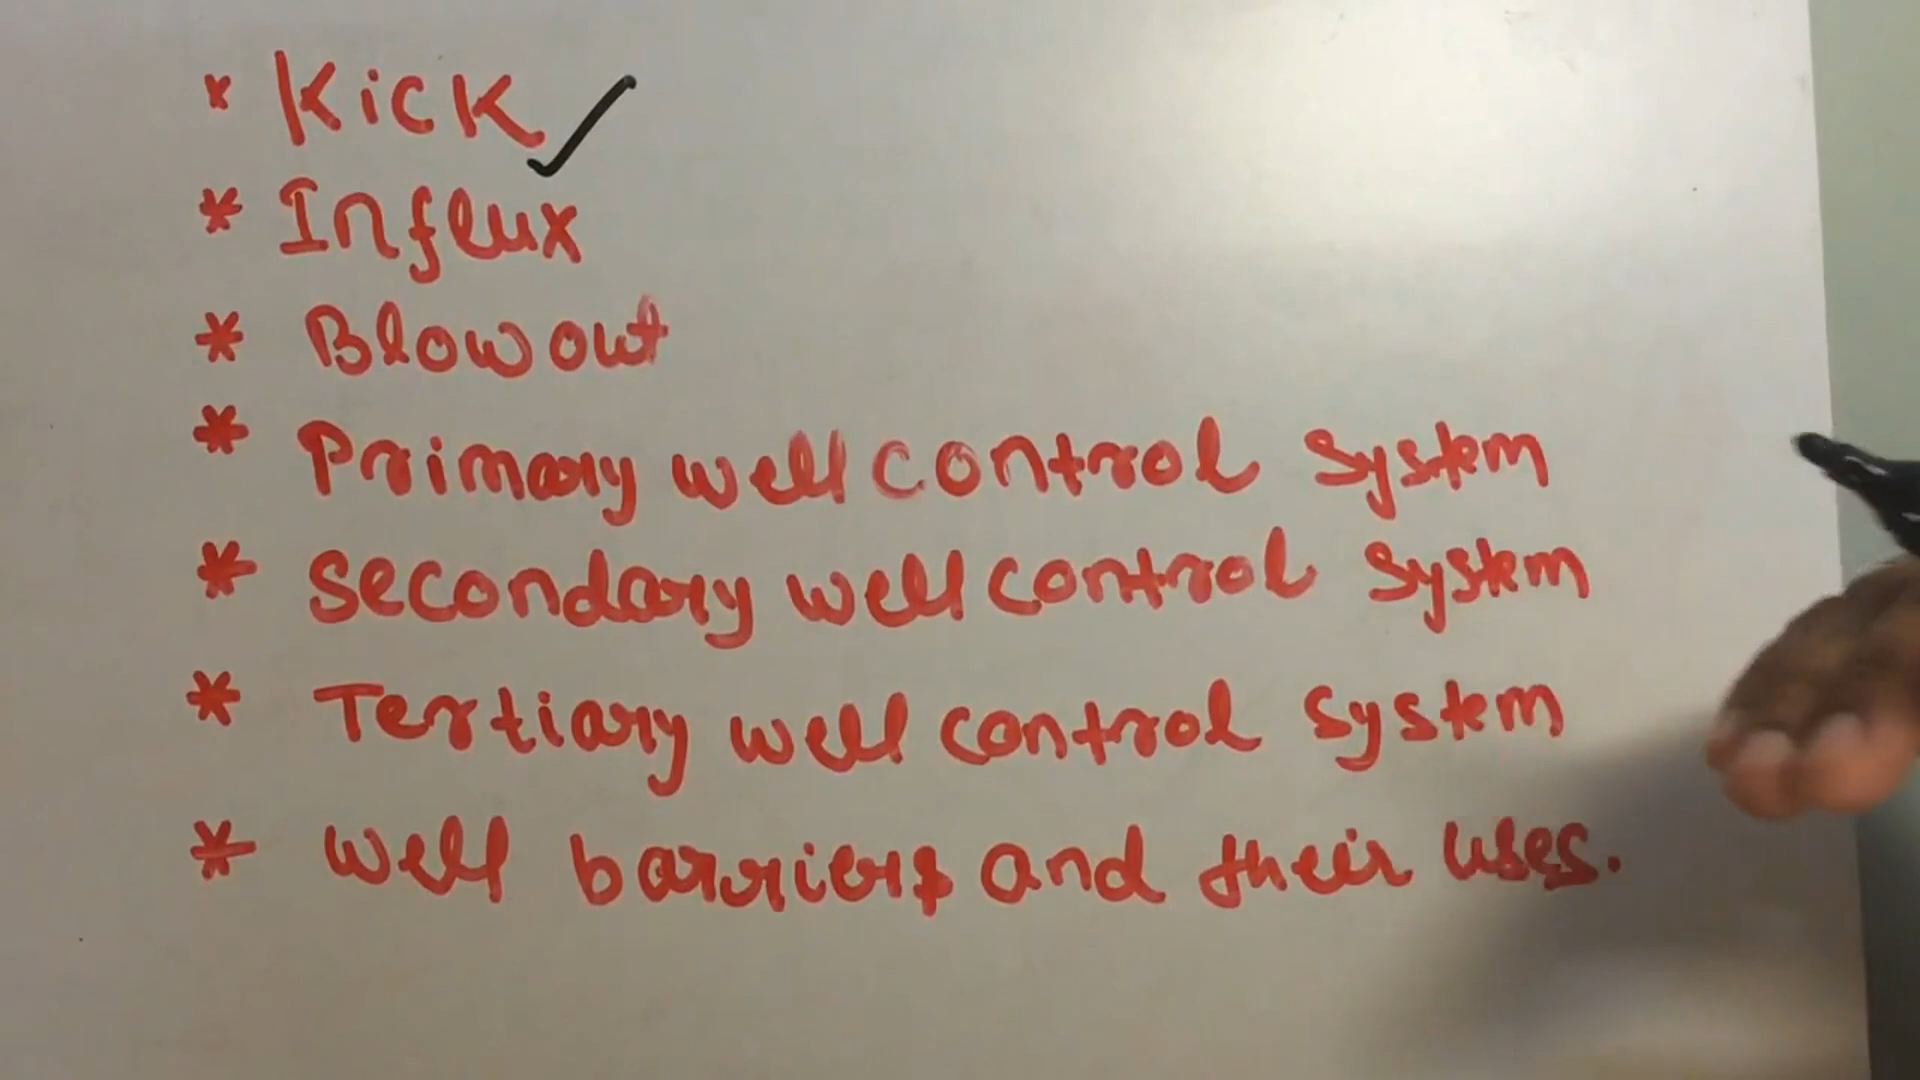 * Kick ✓
* Influx
* Blowout
* Primary well control system
* Secondary well control system
* Tertiary well control system
* Well barriers and their uses.